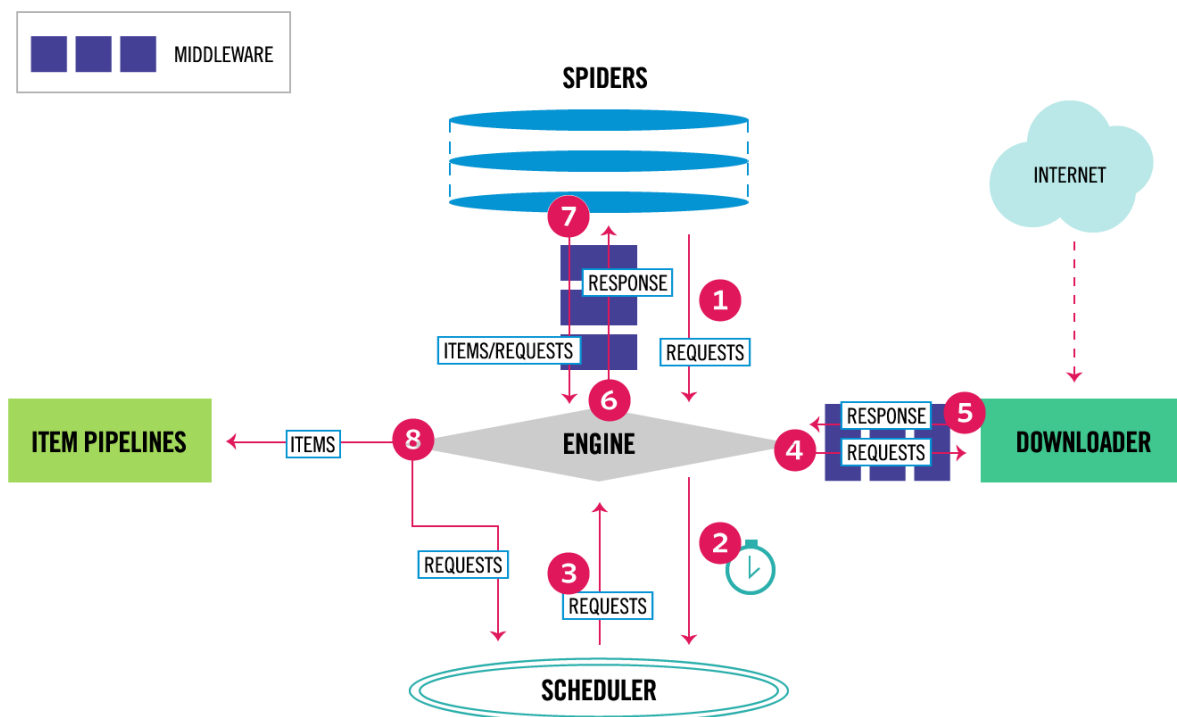 MIDDLEWARE
SPIDERS
INTERNET
7
RESPONSE
1
ITEMS/REQUESTS
REQUESTS
6
5
RESPONSE
ITEM PIPELINES
ITEMS
8
ENGINE
4
REQUESTS
DOWNLOADER
2
REQUESTS
3
REQUESTS
SCHEDULER